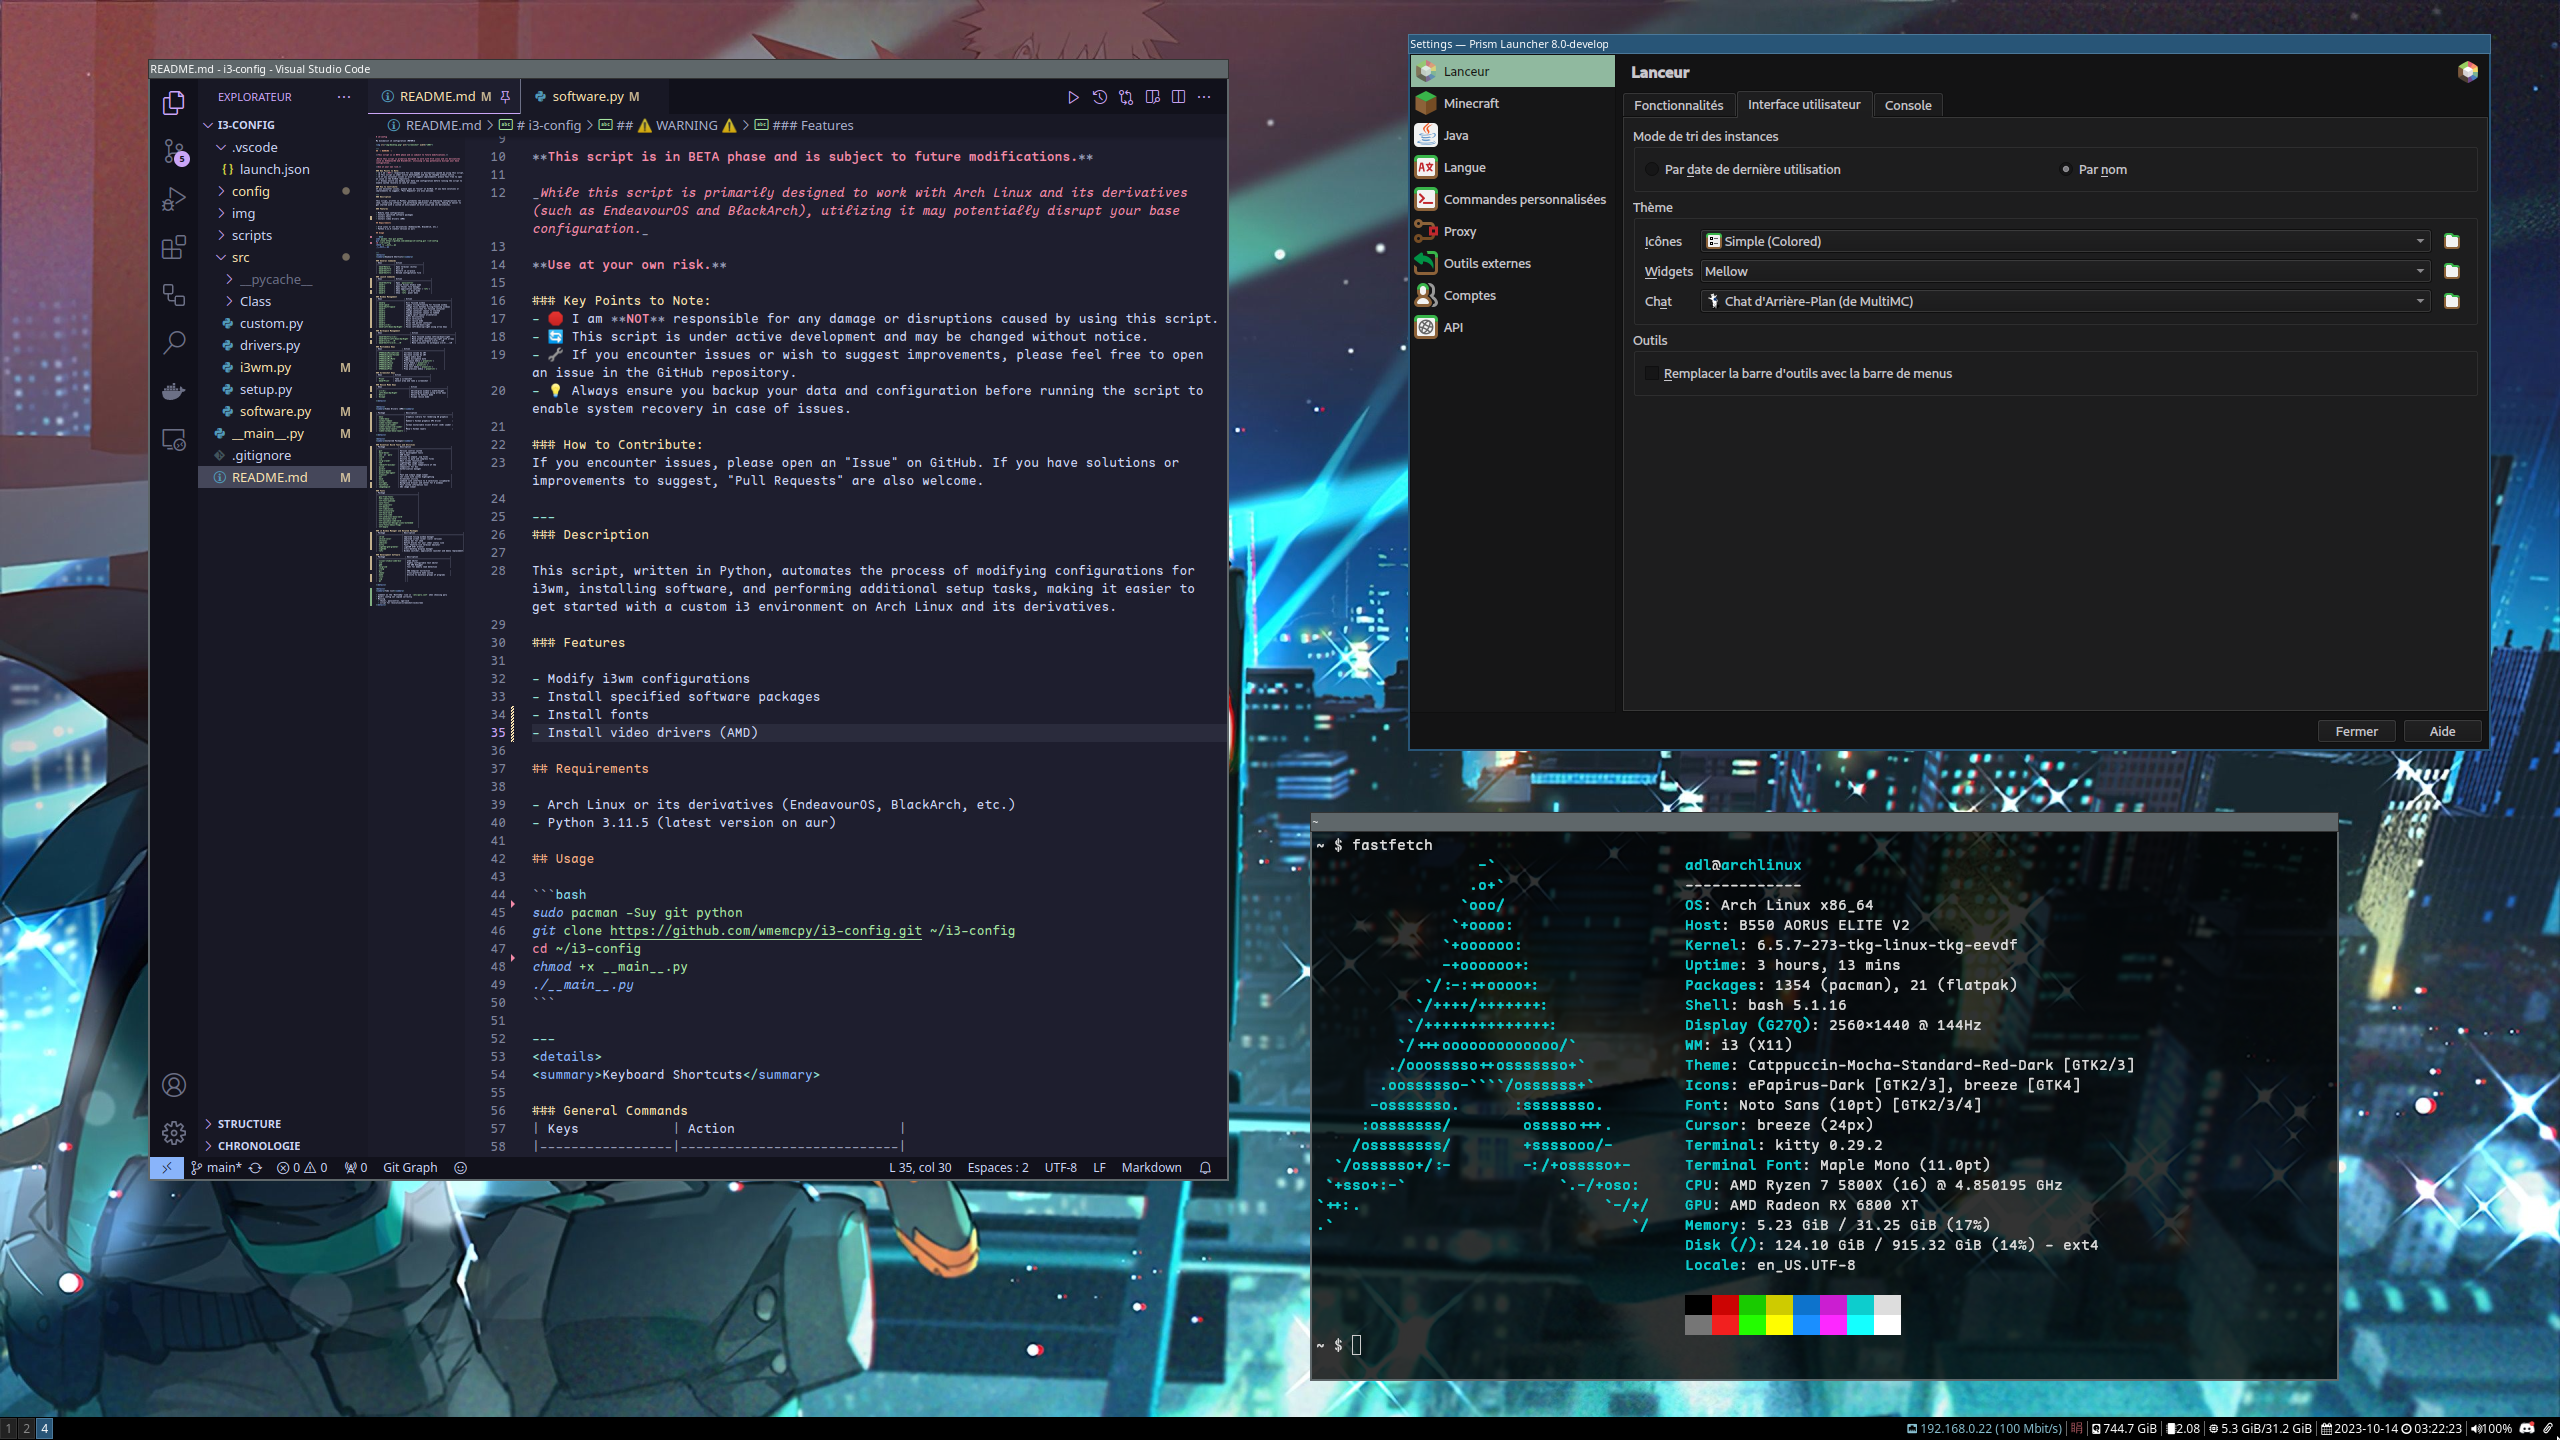 README.md - i3-config - Visual Studio Code
EXPLORATEUR
I3-CONFIG
.vscode
{} launch.json
config
img
scripts
src
__pycache__
Class
custom.py
drivers.py
i3wm.py M
setup.py
software.py M
__main__.py M
.gitignore
README.md M
STRUCTURE
CHRONOLOGIE
5
README.md M
software.py M
README.md > # i3-config > ## ⚠️ WARNING ⚠️ > ### Features
9
10 **This script is in BETA phase and is subject to future modifications.**
11
12 _While this script is primarily designed to work with Arch Linux and its derivatives
(such as EndeavourOS and BlackArch), utilizing it may potentially disrupt your base
configuration._
13
14 **Use at your own risk.**
15
16 ### Key Points to Note:
17 - 🛑 I am **NOT** responsible for any damage or disruptions caused by using this script.
18 - 🔄 This script is under active development and may be changed without notice.
19 - 🔧 If you encounter issues or wish to suggest improvements, please feel free to open
an issue in the GitHub repository.
20 - 💡 Always ensure you backup your data and configuration before running the script to
enable system recovery in case of issues.
21
22 ### How to Contribute:
23 If you encounter issues, please open an "Issue" on GitHub. If you have solutions or
improvements to suggest, "Pull Requests" are also welcome.
24
25 ---
26 ### Description
27
28 This script, written in Python, automates the process of modifying configurations for
i3wm, installing software, and performing additional setup tasks, making it easier to
get started with a custom i3 environment on Arch Linux and its derivatives.
29
30 ### Features
31
32 - Modify i3wm configurations
33 - Install specified software packages
34 - Install fonts
35 - Install video drivers (AMD)
36
37 ## Requirements
38
39 - Arch Linux or its derivatives (EndeavourOS, BlackArch, etc.)
40 - Python 3.11.5 (latest version on aur)
41
42 ## Usage
43
44 ```bash
45 sudo pacman -Suy git python
46 git clone https://github.com/wmemcpy/i3-config.git ~/i3-config
47 cd ~/i3-config
48 chmod +x __main__.py
49 ./__main__.py
50 ```
51
52 ---
53 <details>
54 <summary>Keyboard Shortcuts</summary>
55
56 ### General Commands
57 | Keys | Action |
58 |-----------------|----------------------------|
main* 0 0 0 Git Graph
L 35, col 30 Espaces : 2 UTF-8 LF Markdown
Settings — Prism Launcher 8.0-develop
Lanceur
Minecraft
Java
Langue
Commandes personnalisées
Proxy
Outils externes
Comptes
API
Lanceur
Fonctionnalités Interface utilisateur Console
Mode de tri des instances
Par date de dernière utilisation Par nom
Thème
Icônes Simple (Colored)
Widgets Mellow
Chat Chat d'Arrière-Plan (de MultiMC)
Outils
Remplacer la barre d'outils avec la barre de menus
Fermer Aide
~
~ $ fastfetch
-`
.o+`
`ooo/
`+oooo:
`+oooooo:
-+oooooo+:
`/:-:++oooo+:
`/++++/+++++++:
`/++++++++++++++:
`/+++ooooooooooooo/`
./ooosssso++osssssso+`
.oossssso-````/ossssss+`
-osssssso. :ssssssso.
:osssssss/ osssso+++.
/ossssssss/ +ssssooo/-
`/ossssso+/:- -:/+osssso+-
`+sso+:-` `.-/+oso:
`++:. `-/+/
.` `/
adl@archlinux
-------------
OS: Arch Linux x86_64
Host: B550 AORUS ELITE V2
Kernel: 6.5.7-273-tkg-linux-tkg-eevdf
Uptime: 3 hours, 13 mins
Packages: 1354 (pacman), 21 (flatpak)
Shell: bash 5.1.16
Display (G27Q): 2560x1440 @ 144Hz
WM: i3 (X11)
Theme: Catppuccin-Mocha-Standard-Red-Dark [GTK2/3]
Icons: ePapirus-Dark [GTK2/3], breeze [GTK4]
Font: Noto Sans (10pt) [GTK2/3/4]
Cursor: breeze (24px)
Terminal: kitty 0.29.2
Terminal Font: Maple Mono (11.0pt)
CPU: AMD Ryzen 7 5800X (16) @ 4.850195 GHz
GPU: AMD Radeon RX 6800 XT
Memory: 5.23 GiB / 31.25 GiB (17%)
Disk (/): 124.10 GiB / 915.32 GiB (14%) - ext4
Locale: en_US.UTF-8
~ $
1 2 4
192.168.0.22 (100 Mbit/s) | 744.7 GiB | 2.08 | 5.3 GiB/31.2 GiB | 2023-10-14 03:22:23 | 100%